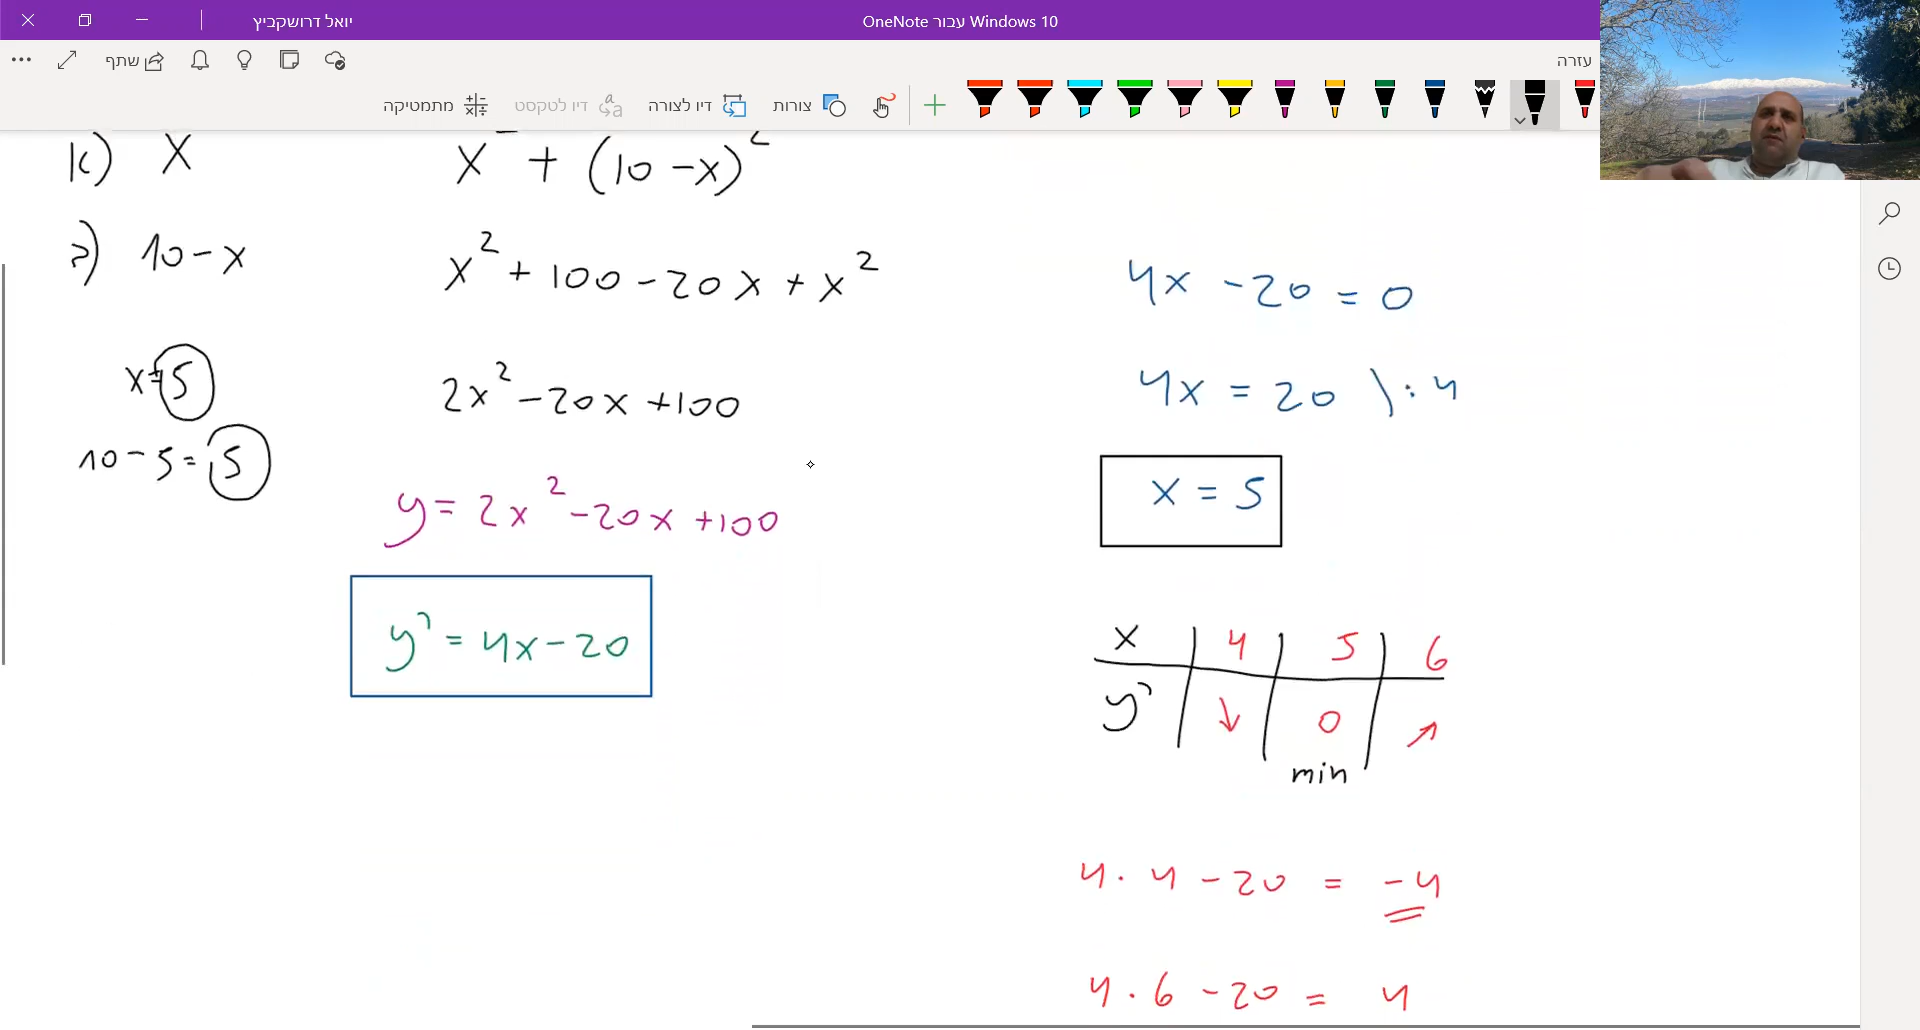 יואל דרושקביץ
OneNote עבור Windows 10
שתף
עזרה
מתמטיקה
דיו לטקסט
דיו לצורה
צורות
א) x
x² + (10 - x)²
ב) 10 - x
x² + 100 - 20x + x²
x = 5
2x² - 20x + 100
10 - 5 = 5
y = 2x² - 20x + 100
y' = 4x - 20
4x - 20 = 0
4x = 20 \ : 4
x = 5
x | 4 | 5 | 6
y' | ↘ | 0 | ↗
min
4 · 4 - 20 = -4
4 · 6 - 20 = 4